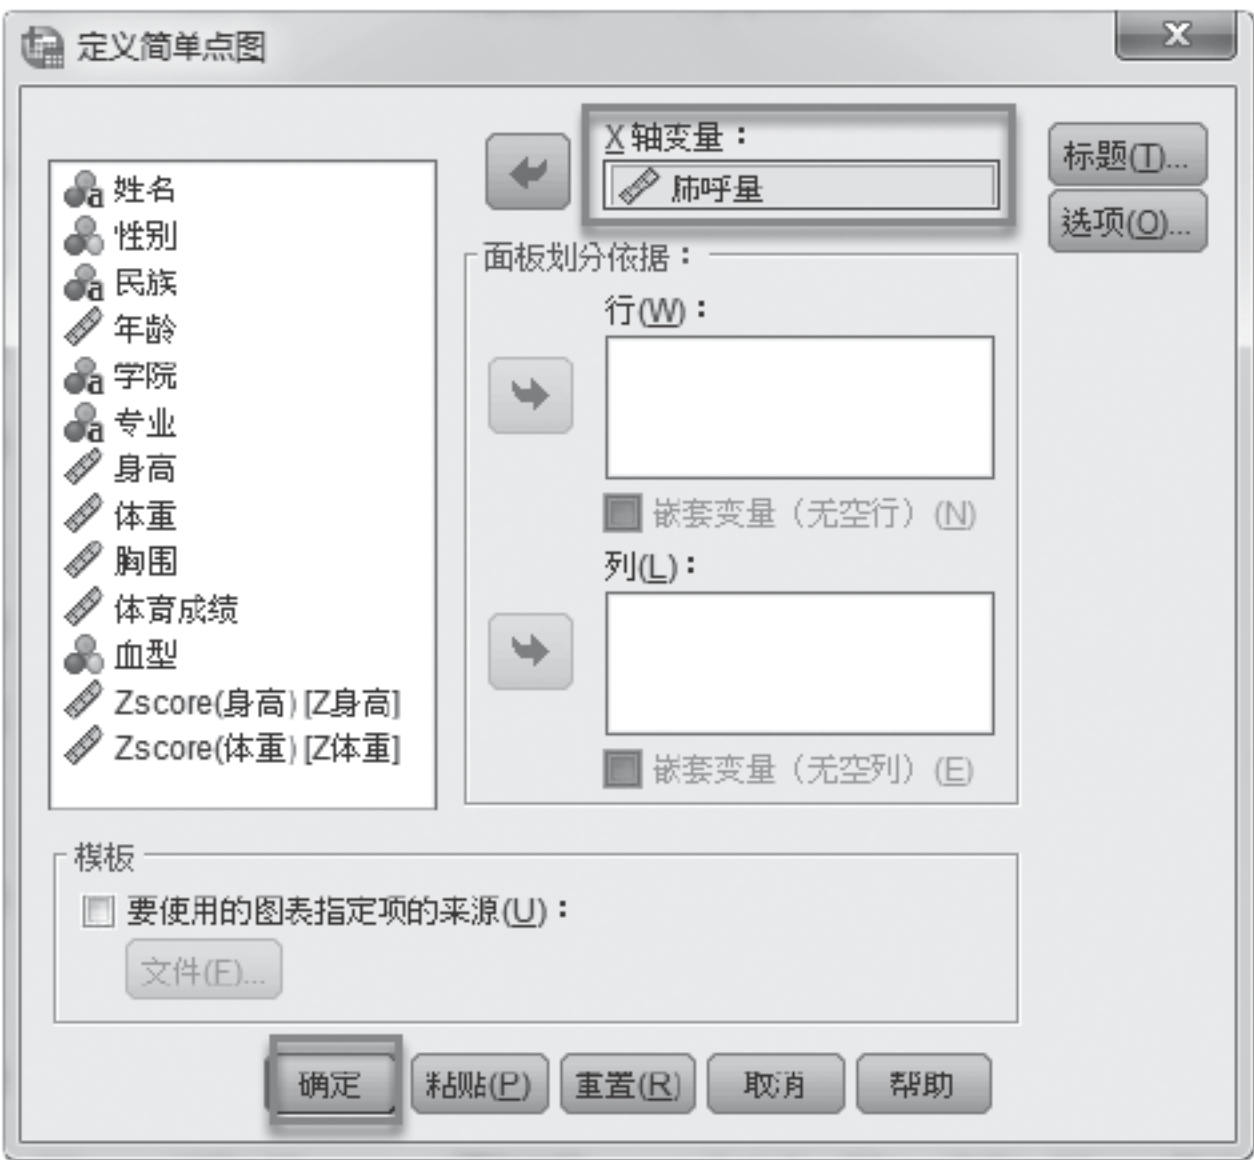 定义简单点图
X 轴变量：
肺呼量
标题(T)...
选项(O)...
姓名
性别
民族
年龄
学院
专业
身高
体重
胸围
体育成绩
血型
Zscore(身高) [Z身高]
Zscore(体重) [Z体重]
面板划分依据：
行(W)：
嵌套变量（无空行）(N)
列(L)：
嵌套变量（无空列）(E)
模板
要使用的图表指定项的来源(U)：
文件(F)...
确定
粘贴(P)
重置(R)
取消
帮助